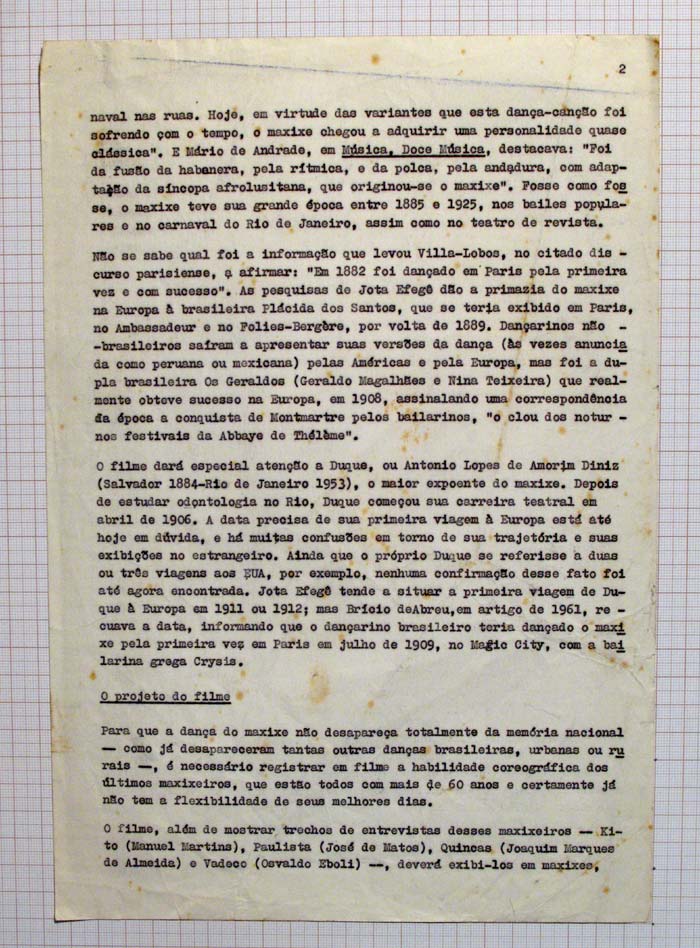 2
naval nas ruas. Hoje, em virtude das variantes que esta dança-canção foi
sofrendo çom o tempo, o maxixe chegou a adquirir uma personalidade quase
clássica". E Mário de Andrade, em Música, Doce Música, destacava: "Foi
da fusão da habanera, pela rítmica, e da polca, pela andadura, com adap-
tação da síncopa afrolusitana, que originou-se o maxixe". Fosse como fos
se, o maxixe teve sua grande época entre 1885 e 1925, nos bailes popula-
res e no carnaval do Rio de Janeiro, assim como no teatro de revista.
Não se sabe qual foi a informação que levou Villa-Lobos, no citado dis -
curso parisiense, a afirmar: "Em 1882 foi dançado em Paris pela primeira
vez e com sucesso". As pesquisas de Jota Efegê dão a primazia do maxixe
na Europa à brasileira Plácida dos Santos, que se teria exibido em Paris,
no Ambassadeur e no Folies-Bergère, por volta de 1889. Dançarinos não -
-brasileiros saíram a apresentar suas versões da dança (às vezes anuncia
da como peruana ou mexicana) pelas Américas e pela Europa, mas foi a du-
pla brasileira Os Geraldos (Geraldo Magalhães e Nina Teixeira) que real-
mente obteve sucesso na Europa, em 1908, assinalando uma correspondência
da época a conquista de Montmartre pelos bailarinos, "o clou dos notur -
nos festivais da Abbaye de Thélème".
O filme dará especial atenção a Duque, ou Antonio Lopes de Amorim Diniz
(Salvador 1884-Rio de Janeiro 1953), o maior expoente do maxixe. Depois
de estudar odontologia no Rio, Duque começou sua carreira teatral em
abril de 1906. A data precisa de sua primeira viagem à Europa está até
hoje em dúvida, e há muitas confusões em torno de sua trajetória e suas
exibições no estrangeiro. Ainda que o próprio Duque se referisse a duas
ou três viagens aos EUA, por exemplo, nenhuma confirmação desse fato foi
até agora encontrada. Jota Efegê tende a situar a primeira viagem de Du-
que à Europa em 1911 ou 1912; mas Brício deAbreu,em artigo de 1961, re -
cuava a data, informando que o dançarino brasileiro teria dançado o maxi
xe pela primeira vez em Paris em julho de 1909, no Magic City, com a bai
larina grega Crysis.
O projeto do filme
Para que a dança do maxixe não desapareça totalmente da memória nacional
— como já desapareceram tantas outras danças brasileiras, urbanas ou ru
rais —, é necessário registrar em filme a habilidade coreográfica dos
últimos maxixeiros, que estão todos com mais de 60 anos e certamente já
não tem a flexibilidade de seus melhores dias.
O filme, além de mostrar trechos de entrevistas desses maxixeiros — Ki-
to (Manuel Martins), Paulista (José de Matos), Quincas (Joaquim Marques
de Almeida) e Vadeco (Osvaldo Eboli) —, deverá exibi-los em maxixes,